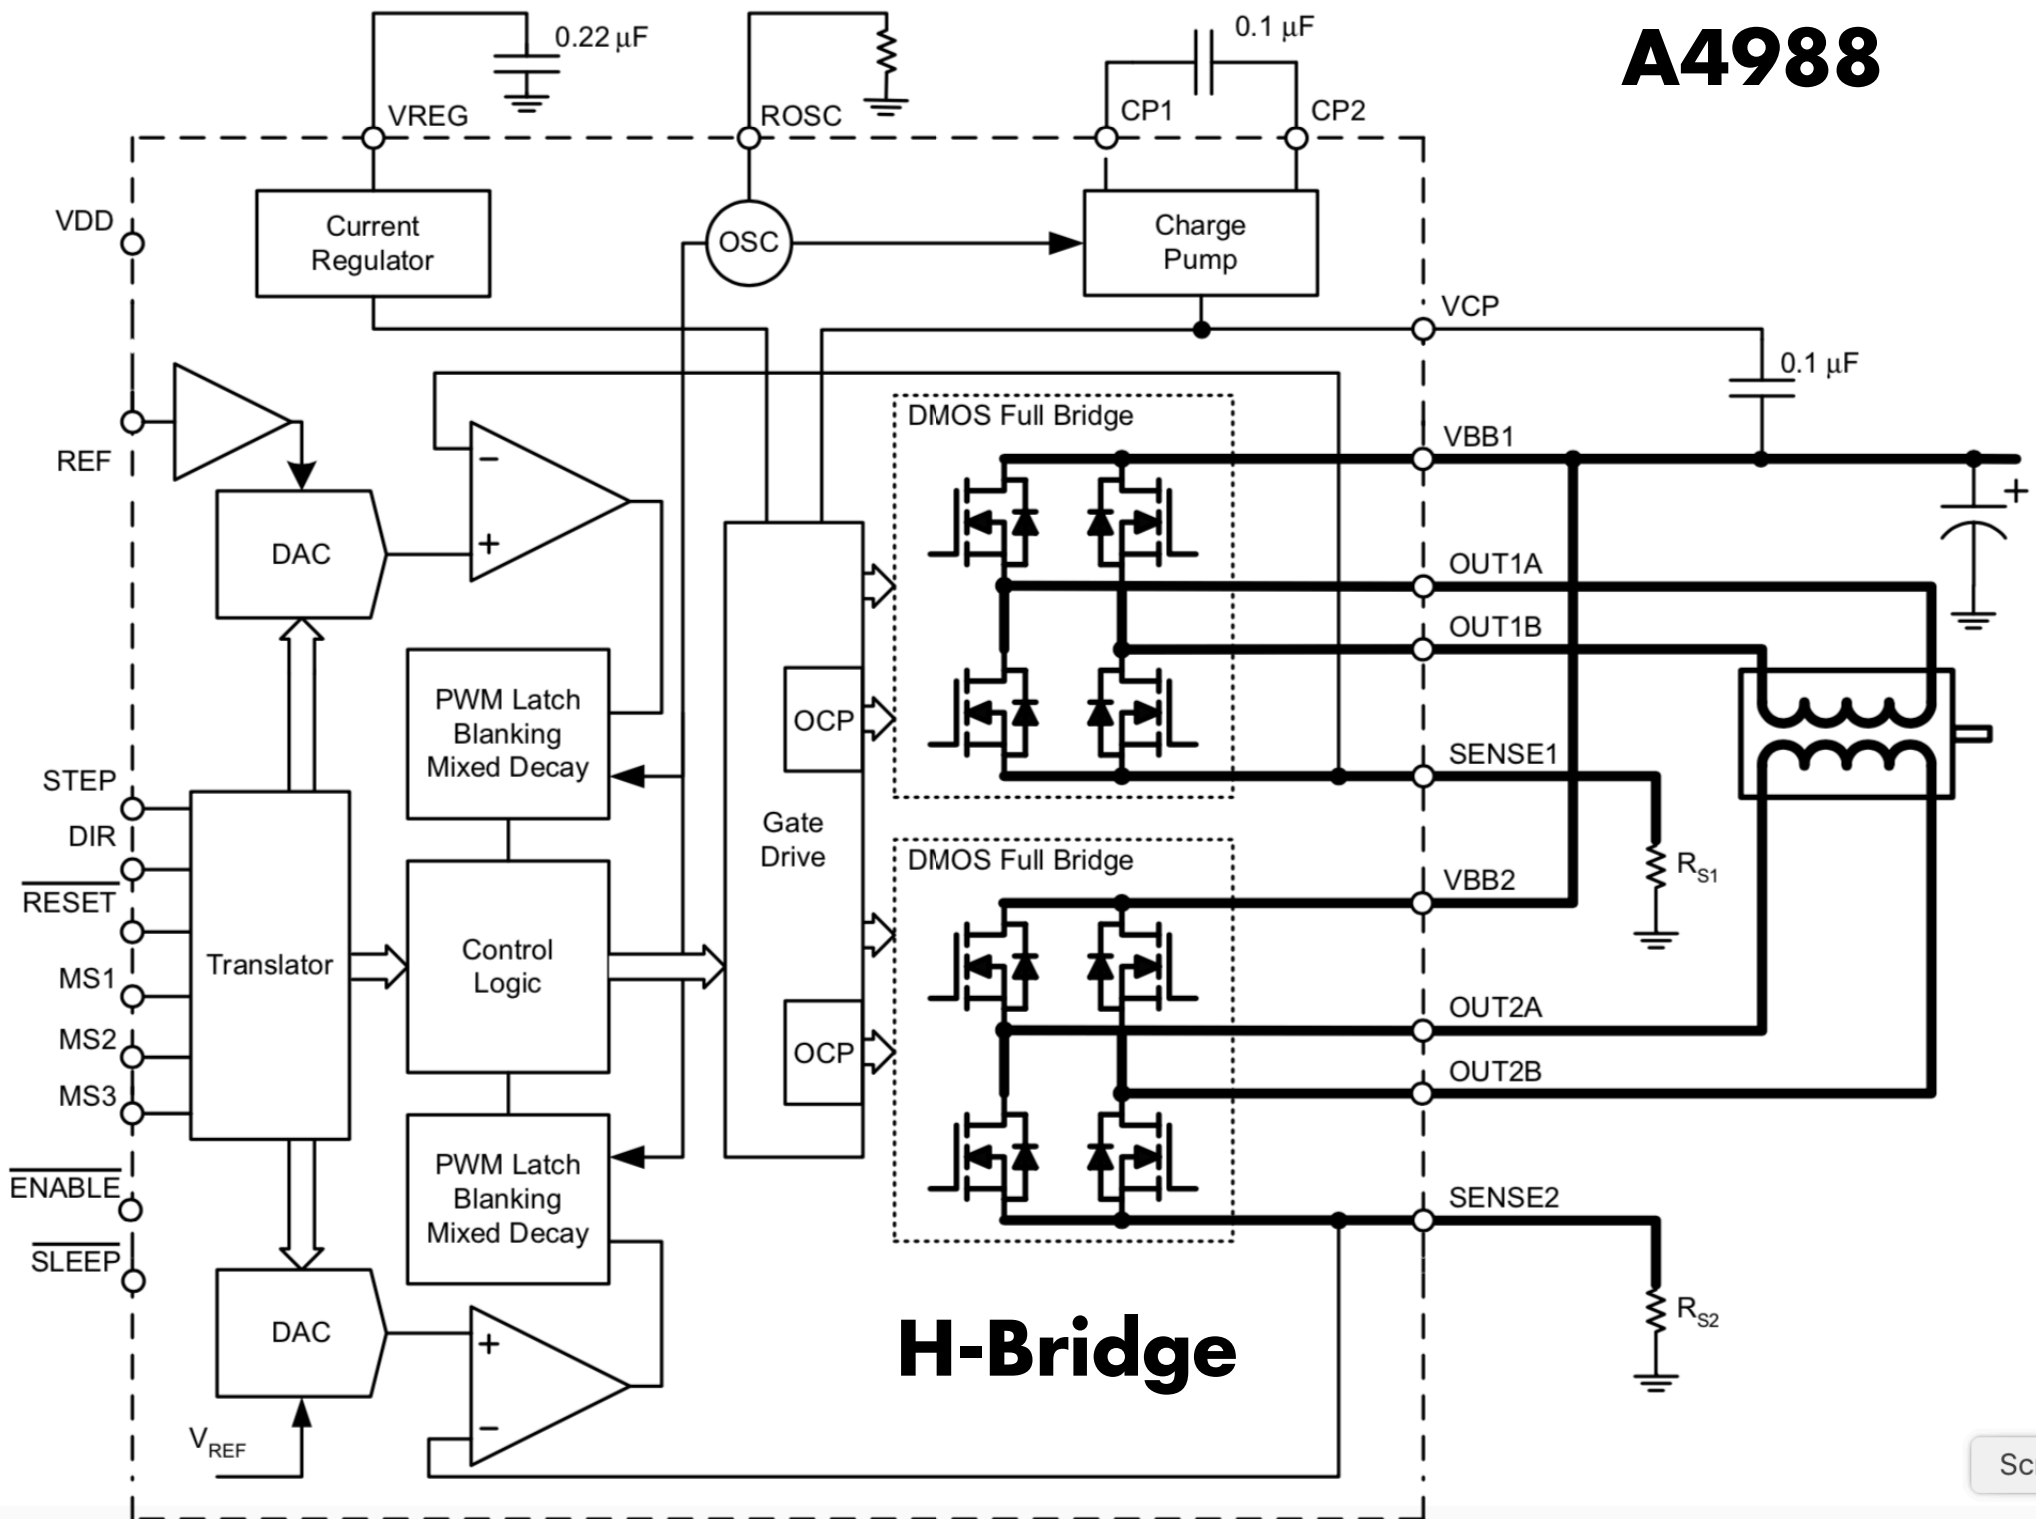 A4988
0.22 µF
0.1 µF
VREG
ROSC
CP1
CP2
VDD
Current
Regulator
OSC
Charge
Pump
VCP
0.1 µF
REF
DMOS Full Bridge
VBB1
+
−
+
DAC
OUT1A
OUT1B
PWM Latch
Blanking
Mixed Decay
OCP
SENSE1
STEP
DIR
RESET
Gate
Drive
DMOS Full Bridge
VBB2
RS1
MS1
Translator
Control
Logic
MS2
OUT2A
OCP
MS3
OUT2B
ENABLE
PWM Latch
Blanking
Mixed Decay
SENSE2
SLEEP
DAC
+
−
RS2
H-Bridge
VREF